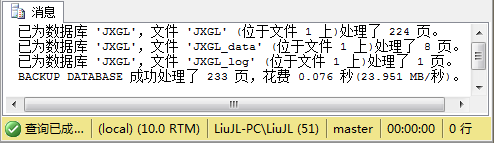 消息
已为数据库 'JXGL', 文件 'JXGL' (位于文件 1 上)处理了 224 页。
已为数据库 'JXGL', 文件 'JXGL_data' (位于文件 1 上)处理了 8 页。
已为数据库 'JXGL', 文件 'JXGL_log' (位于文件 1 上)处理了 1 页。
BACKUP DATABASE 成功处理了 233 页，花费 0.076 秒(23.951 MB/秒)。
查询已成... (local) (10.0 RTM) LiuJL-PC\LiuJL (51) master 00:00:00 0 行